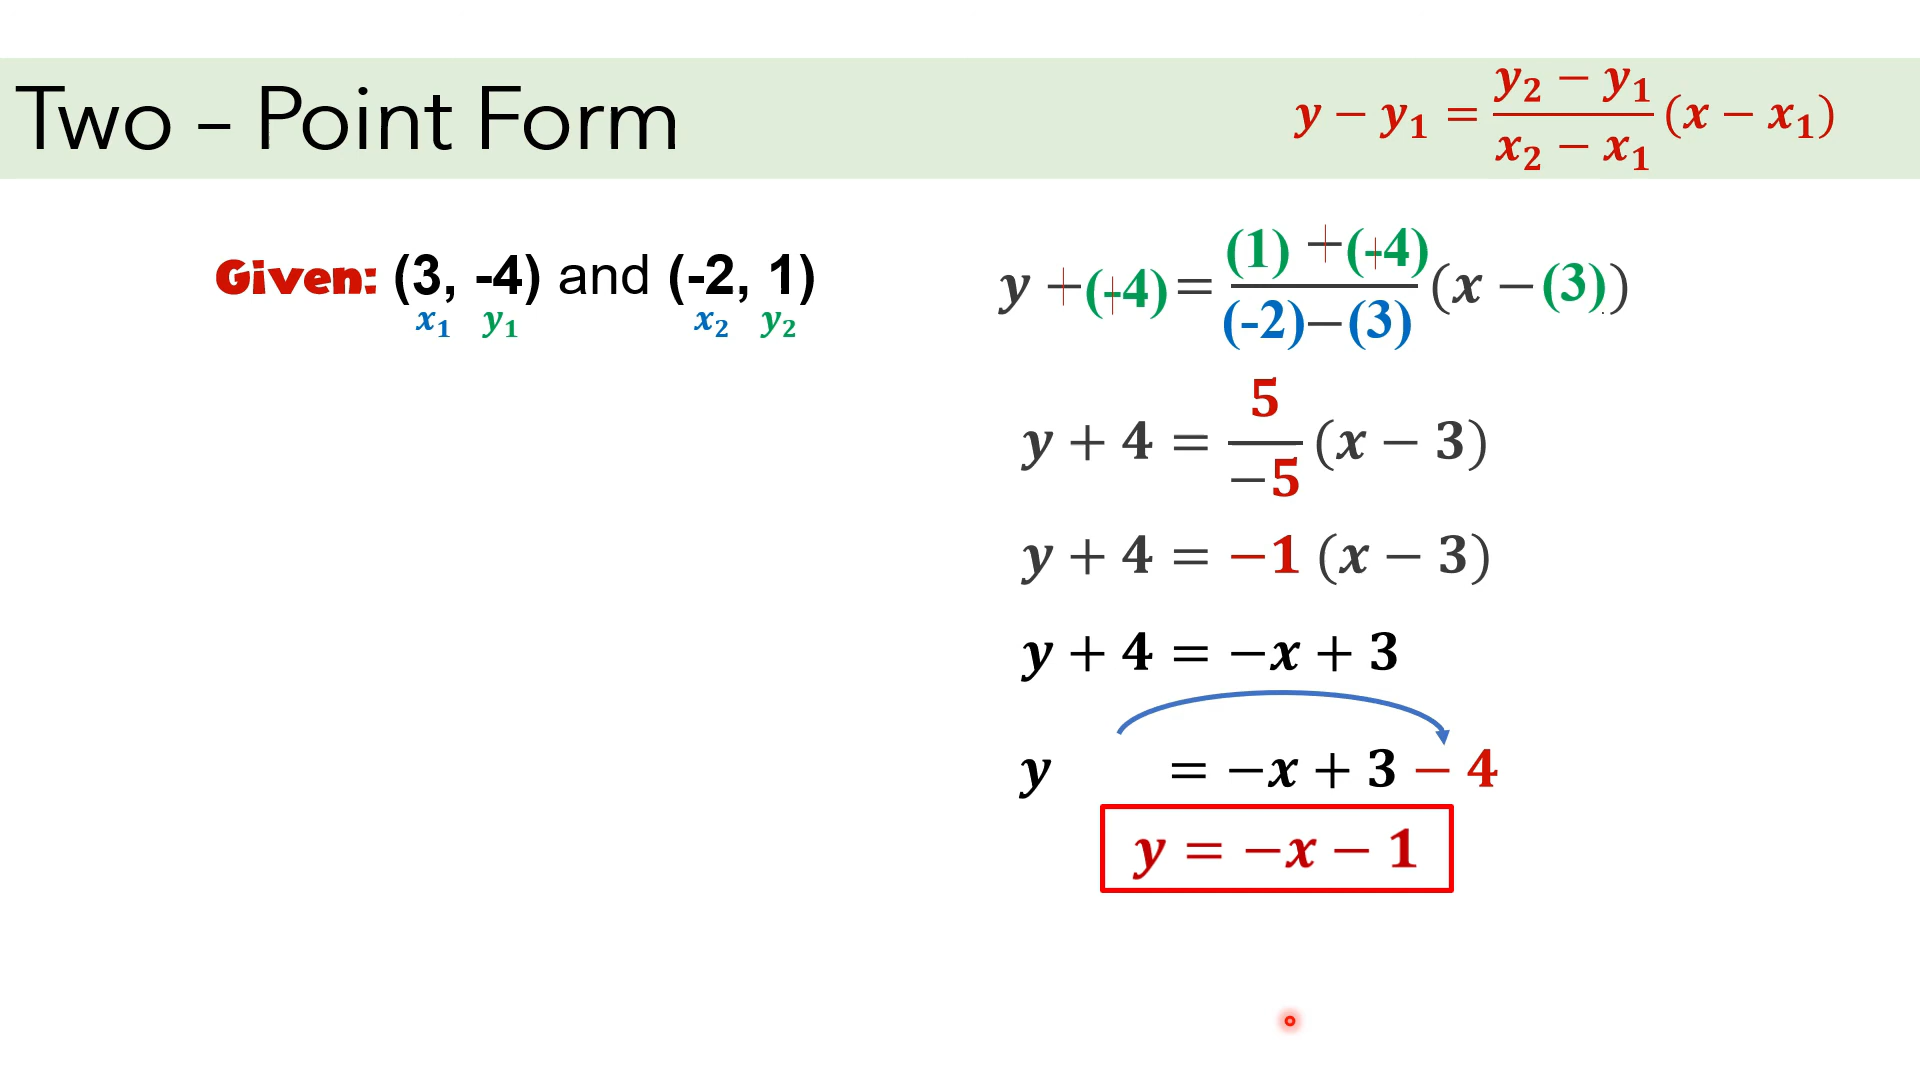 Two – Point Form
y − y₁ = (y₂ − y₁)/(x₂ − x₁) (x − x₁)
Given: (3, -4) and (-2, 1)
x₁ y₁ x₂ y₂
y +(+4) = ((1) +(+4))/((-2)−(3)) (x −(3))
y + 4 = 5/−5 (x − 3)
y + 4 = −1 (x − 3)
y + 4 = −x + 3
y = −x + 3 − 4
y = −x − 1